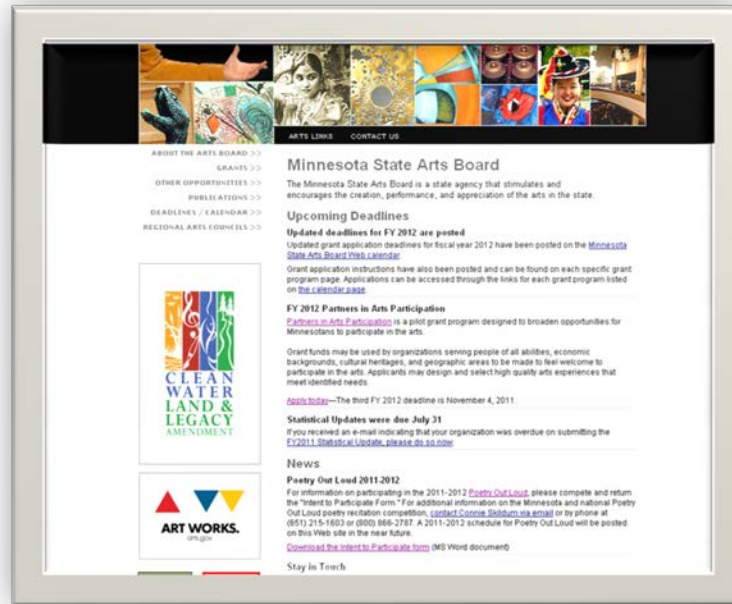 ARTS LINKS CONTACT US
ABOUT THE ARTS BOARD >>
GRANTS >>
OTHER OPPORTUNITIES >>
PUBLICATIONS >>
DEADLINES / CALENDAR >>
REGIONAL ARTS COUNCILS >>
CLEAN
WATER
LAND &
LEGACY
AMENDMENT
ART WORKS.
arts.gov
Minnesota State Arts Board
The Minnesota State Arts Board is a state agency that stimulates and
encourages the creation, performance, and appreciation of the arts in the state.
Upcoming Deadlines
Updated deadlines for FY 2012 are posted
Updated grant application deadlines for fiscal year 2012 have been posted on the Minnesota
State Arts Board Web calendar.
Grant application instructions have also been posted and can be found on each specific grant
program page. Applications can be accessed through the links for each grant program listed
on the calendar page.
FY 2012 Partners in Arts Participation
Partners in Arts Participation is a pilot grant program designed to broaden opportunities for
Minnesotans to participate in the arts.
Grant funds may be used by organizations serving people of all abilities, economic
backgrounds, cultural heritages, and geographic areas to be made to feel welcome to
participate in the arts. Applicants may design and select high quality arts experiences that
meet identified needs.
Apply today—The third FY 2012 deadline is November 4, 2011.
Statistical Updates were due July 31
If you received an e-mail indicating that your organization was overdue on submitting the
FY2011 Statistical Update, please do so now.
News
Poetry Out Loud 2011-2012
For information on participating in the 2011-2012 Poetry Out Loud, please compete and return
the "Intent to Participate Form." For additional information on the Minnesota and national Poetry
Out Loud poetry recitation competition, contact Connie Skildum via email or by phone at
(651) 215-1603 or (800) 866-2787. A 2011-2012 schedule for Poetry Out Loud will be posted
on this Web site in the near future.
Download the Intent to Participate form (MS Word document)
Stay in Touch